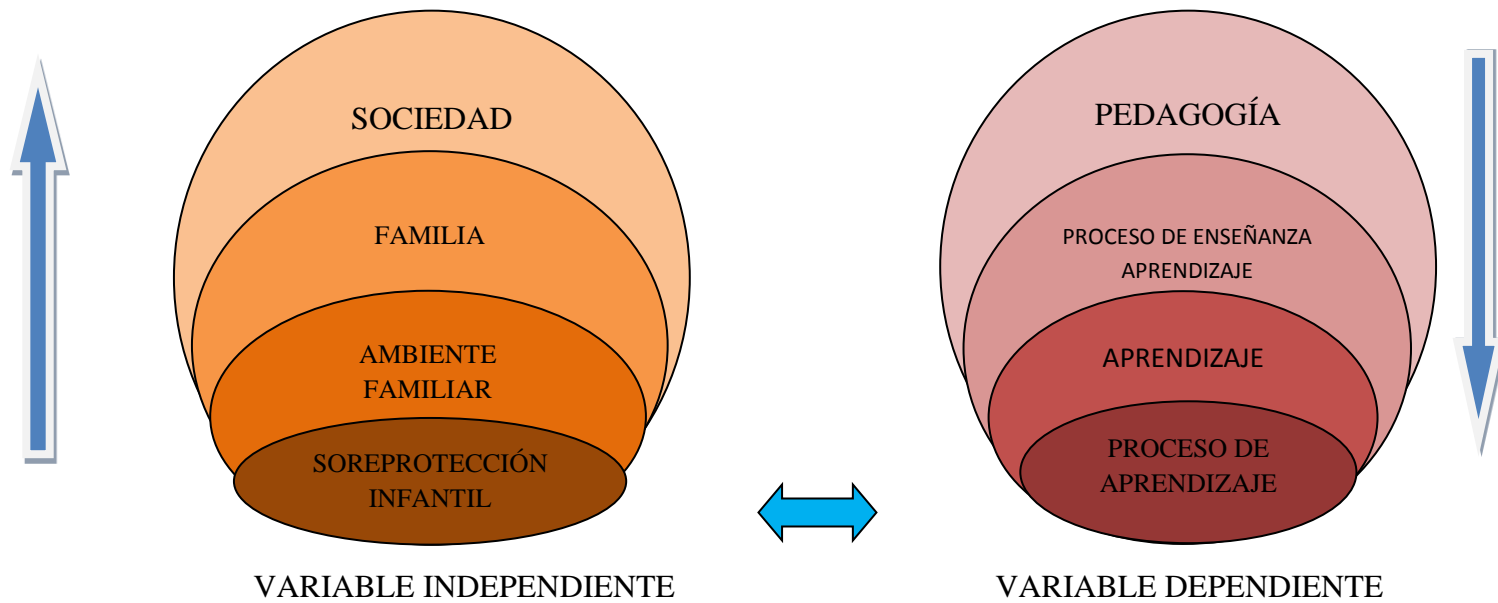 SOCIEDAD
FAMILIA
AMBIENTE
FAMILIAR
SOREPROTECCIÓN
INFANTIL
VARIABLE INDEPENDIENTE
PEDAGOGÍA
PROCESO DE ENSEÑANZA
APRENDIZAJE
APRENDIZAJE
PROCESO DE
APRENDIZAJE
VARIABLE DEPENDIENTE